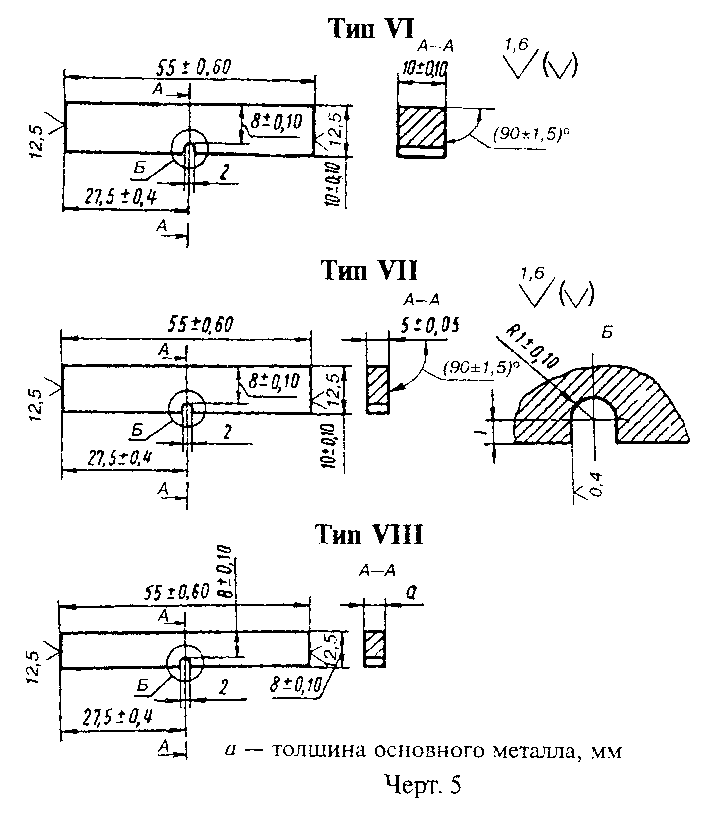 Тип VI
А—А
1,6
55±0,60
10±0,10
А
8±0,10
12,5
12,5
(90±1,5)°
Б
2
10±0,10
27,5±0,4
А
Тип VII
1,6
А—А
55±0,60
5±0,05
Б
А
R1±0,10
8±0,10
(90±1,5)°
12,5
12,5
Б
2
1
27,5±0,4
10±0,10
0,4
А
Тип VIII
8±0,10
А—А
55±0,60
а
А
12,5
12,5
Б
2
8±0,10
27,5±0,4
А
а — толщина основного металла, мм
Черт. 5